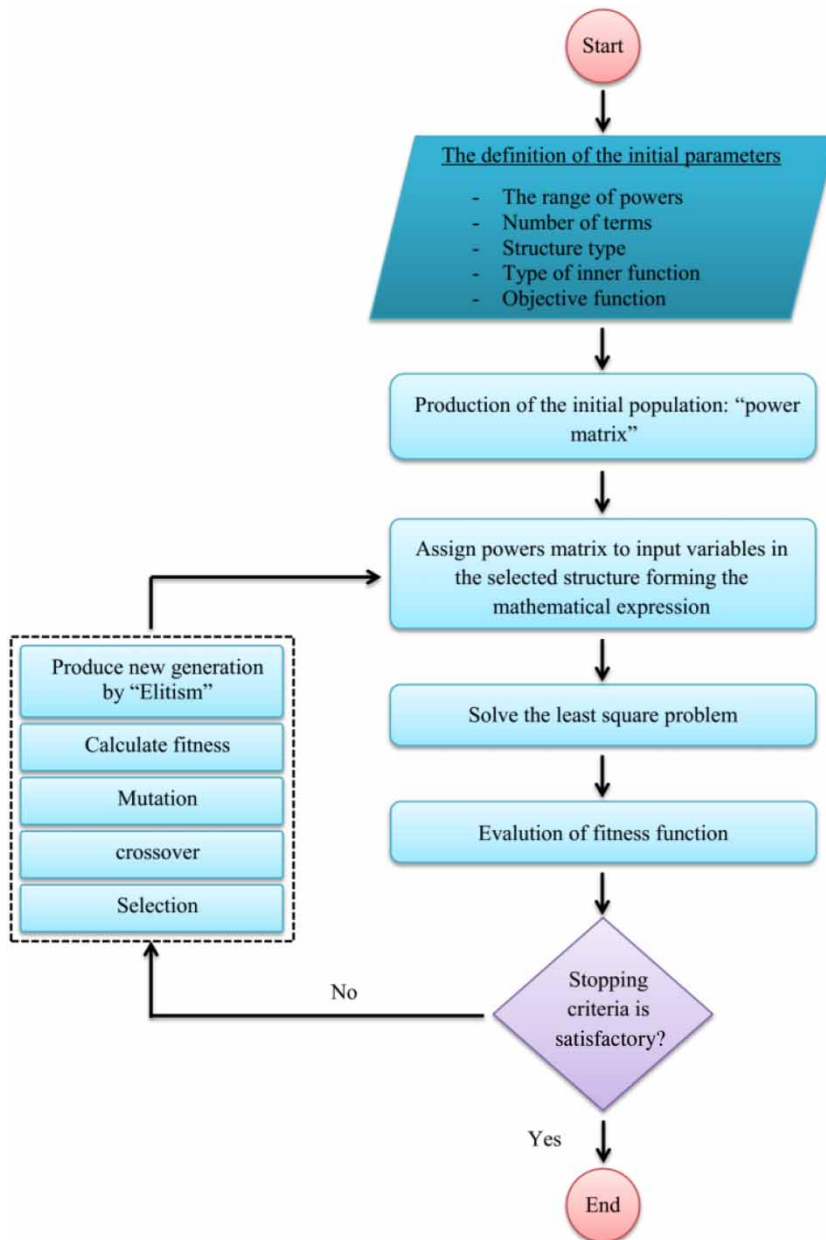 Start
The definition of the initial parameters
- The range of powers
- Number of terms
- Structure type
- Type of inner function
- Objective function
Production of the initial population: “power
matrix”
Assign powers matrix to input variables in
the selected structure forming the
mathematical expression
Produce new generation
by “Elitism”
Calculate fitness
Mutation
crossover
Selection
Solve the least square problem
Evalution of fitness function
Stopping
criteria is
satisfactory?
No
Yes
End